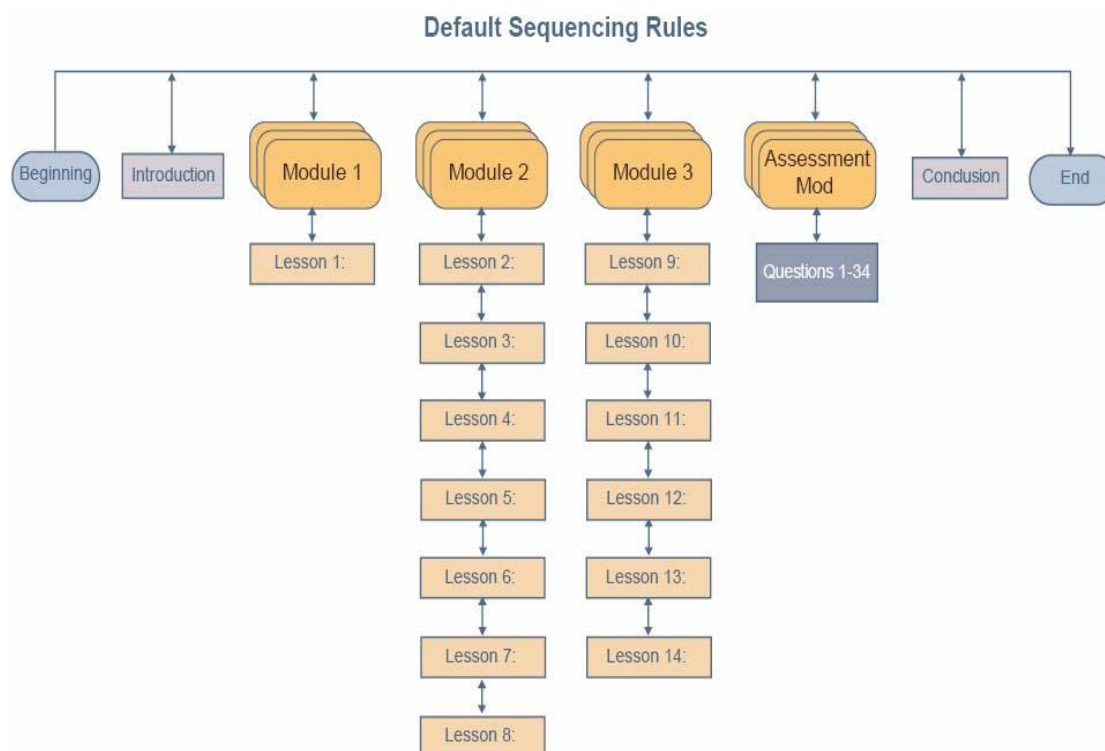 Default Sequencing Rules
Beginning
Introduction
Module 1
Module 2
Module 3
Assessment
Mod
Conclusion
End
Lesson 1:
Lesson 2:
Lesson 9:
Questions 1-34
Lesson 3:
Lesson 10:
Lesson 4:
Lesson 11:
Lesson 5:
Lesson 12:
Lesson 6:
Lesson 13:
Lesson 7:
Lesson 14:
Lesson 8: